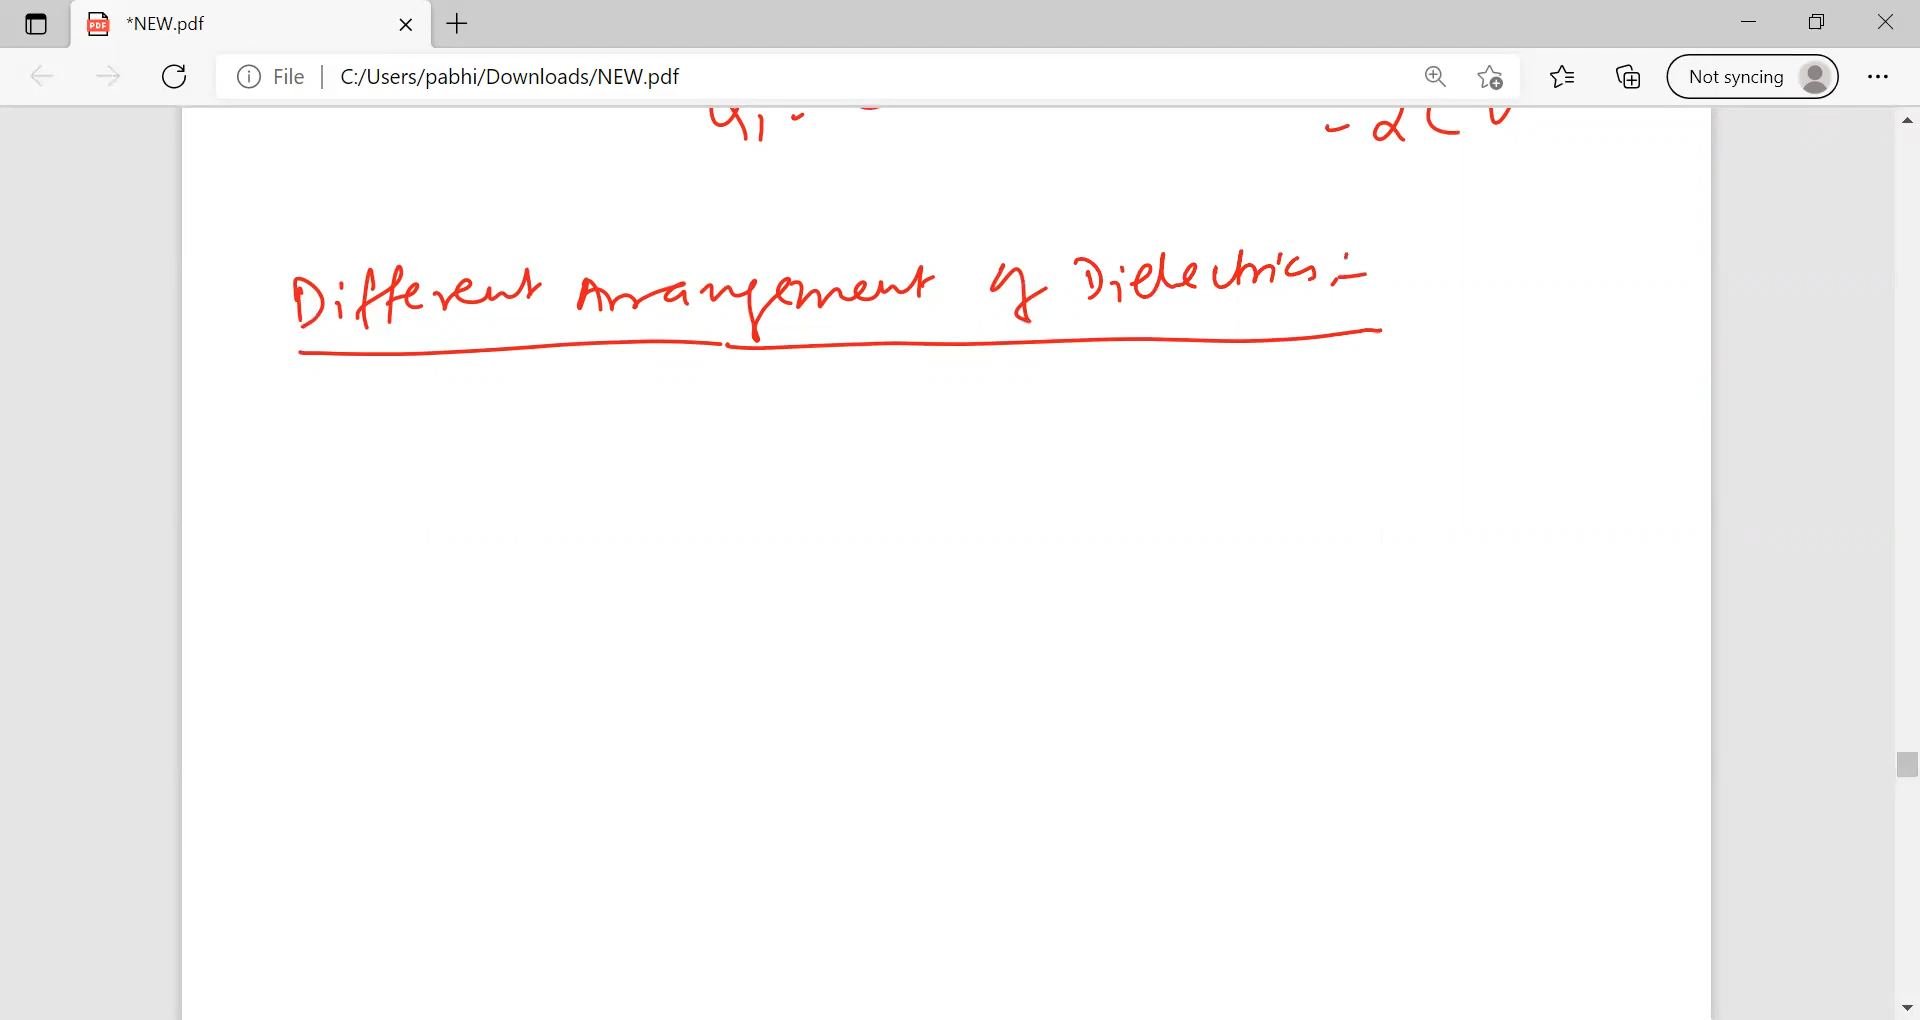 *NEW.pdf
File | C:/Users/pabhi/Downloads/NEW.pdf
Not syncing
Different Arrangement of Dielectrics :-